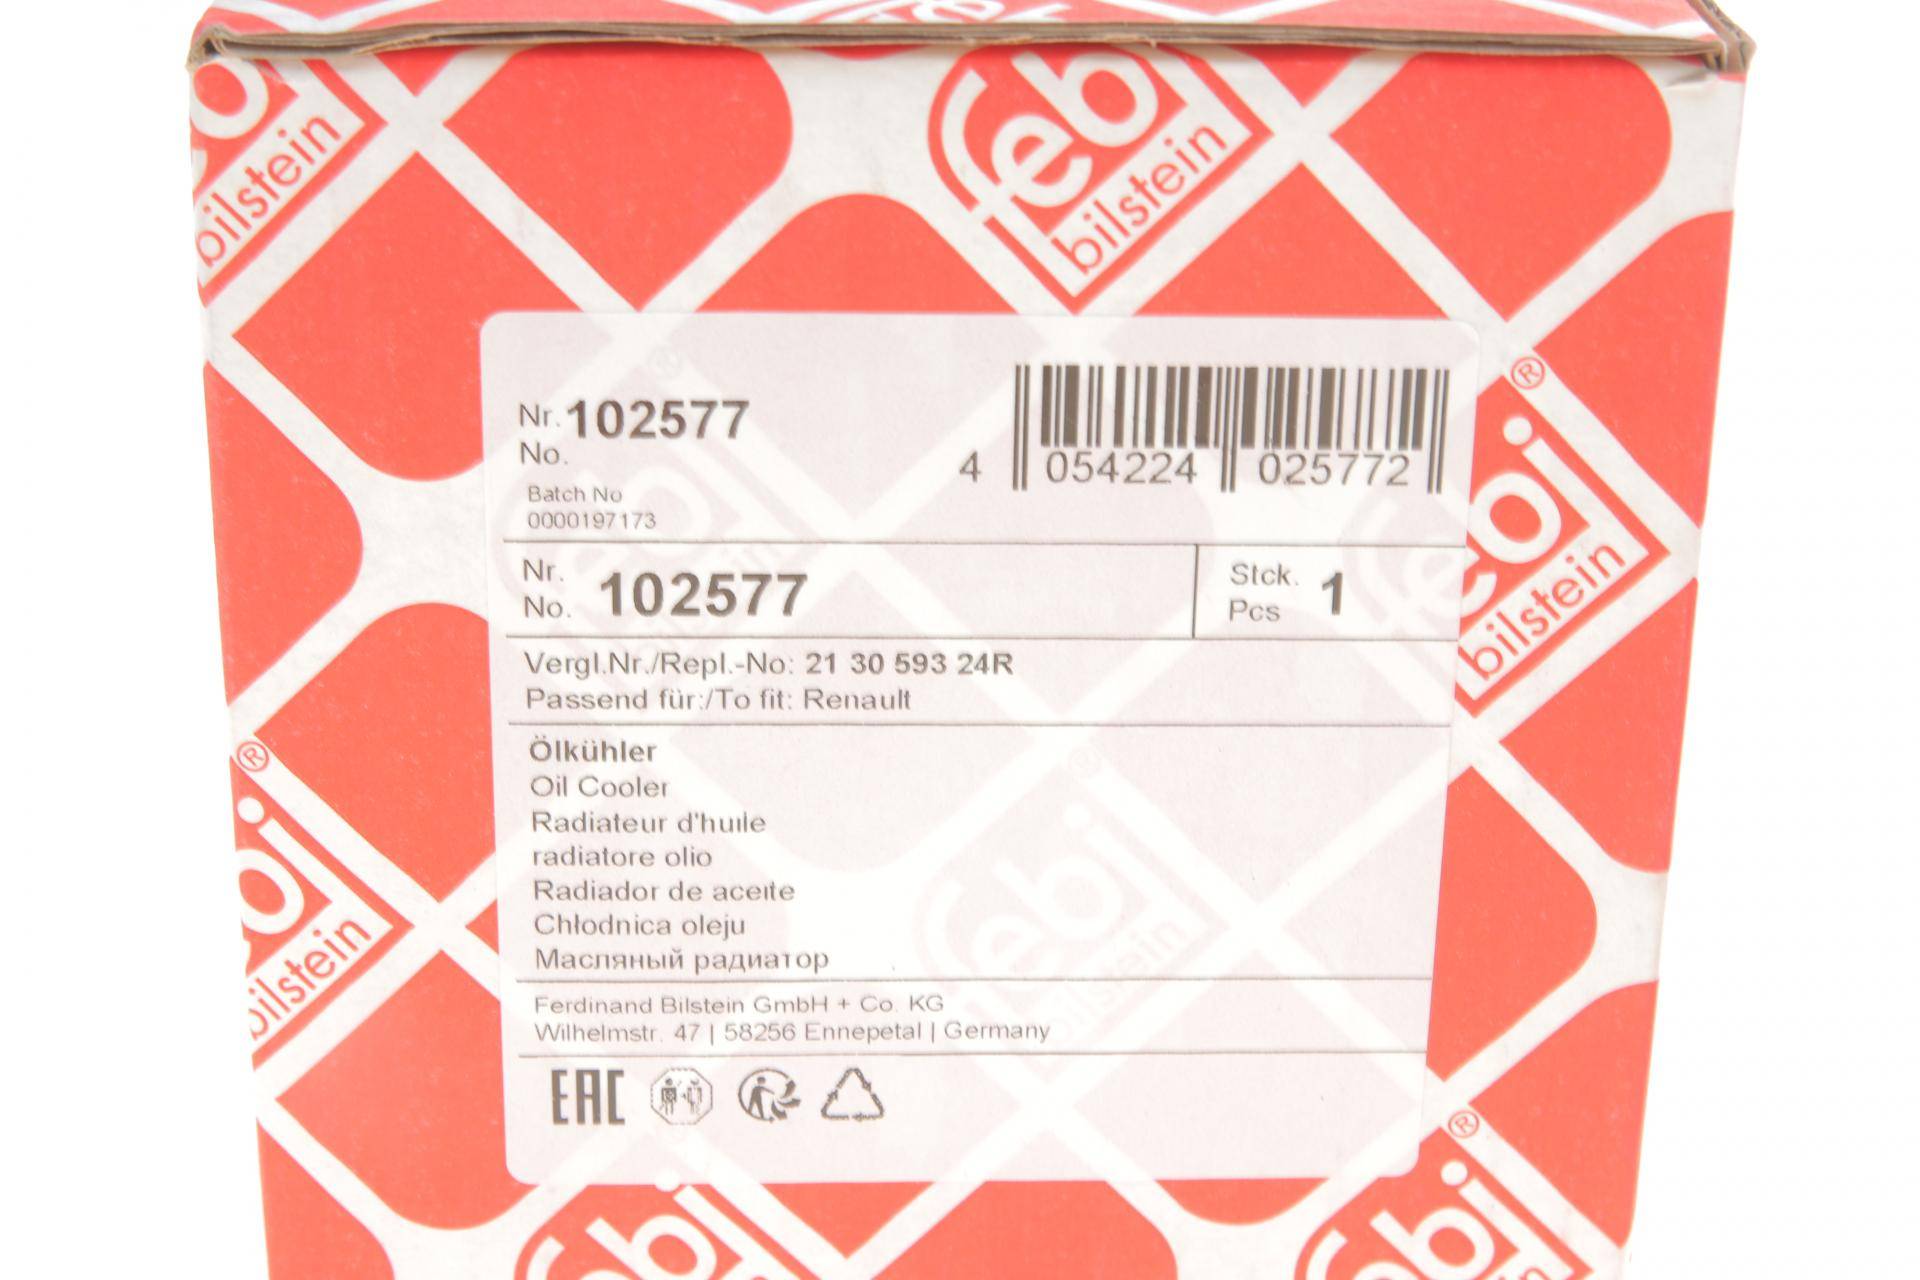 febi
bilstein
febi
bilstein
Nr. 102577
No.
4 054224 025772
Batch No
0000197173
Nr. 102577
No.
Stck. 1
Pcs
Vergl.Nr./Repl.-No: 21 30 593 24R
Passend für:/To fit: Renault
Ölkühler
Oil Cooler
Radiateur d'huile
radiatore olio
Radiador de aceite
Chłodnica oleju
Масляный радиатор
Ferdinand Bilstein GmbH + Co. KG
Wilhelmstr. 47 | 58256 Ennepetal | Germany
EAC
®
febi
bilstein
®
febi
bilstein
®
febi
febi
bilstein